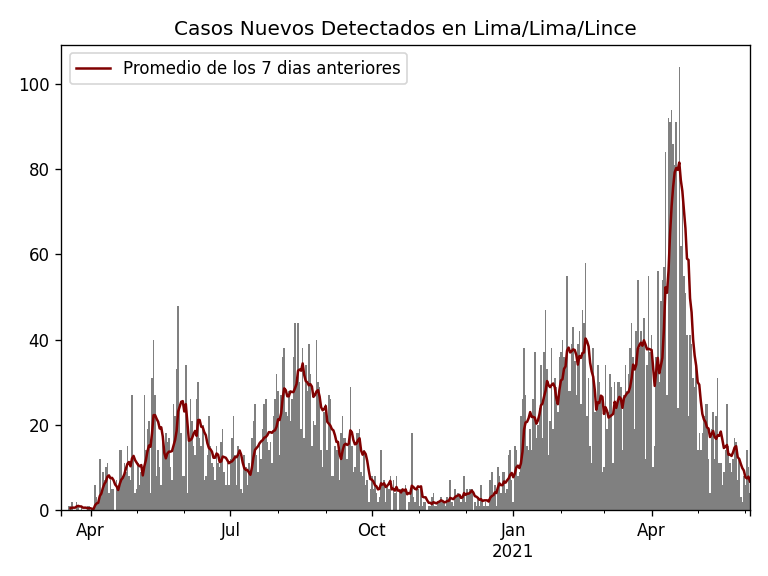 Casos Nuevos Detectados en Lima/Lima/Lince
Promedio de los 7 dias anteriores
100
80
60
40
20
0
Apr Jul Oct Jan Apr
2021